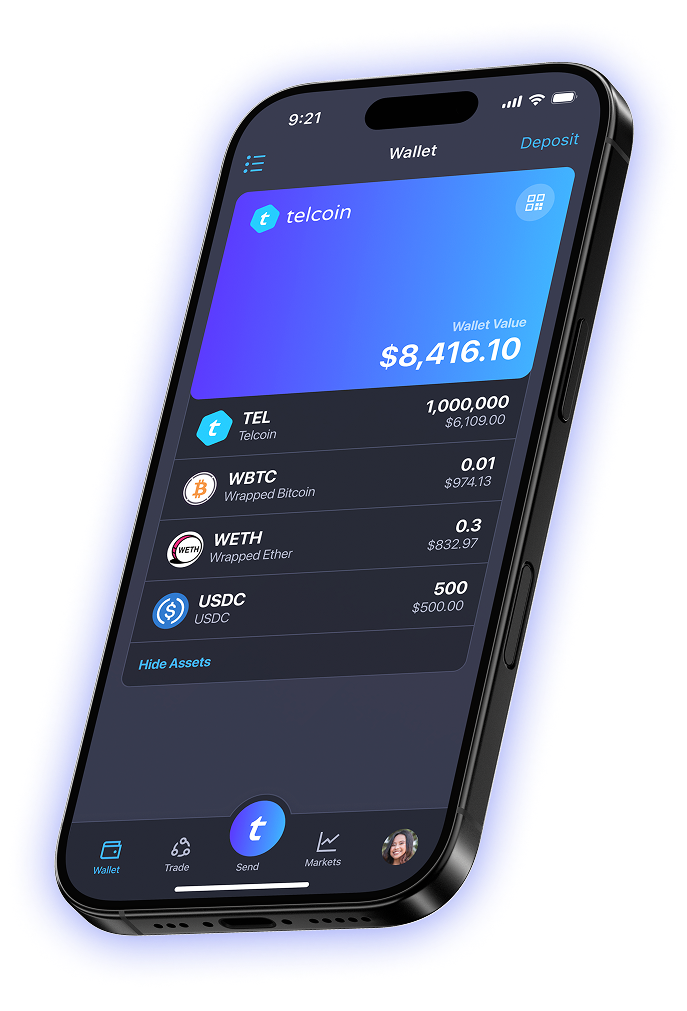 9:21
Wallet
Deposit
t telcoin
Wallet Value
$8,416.10
t TEL 1,000,000
Telcoin $6,109.00
WBTC 0.01
Wrapped Bitcoin $974.13
WETH WETH 0.3
Wrapped Ether $832.97
$ USDC 500
USDC $500.00
Hide Assets
t
Wallet Trade Send Markets